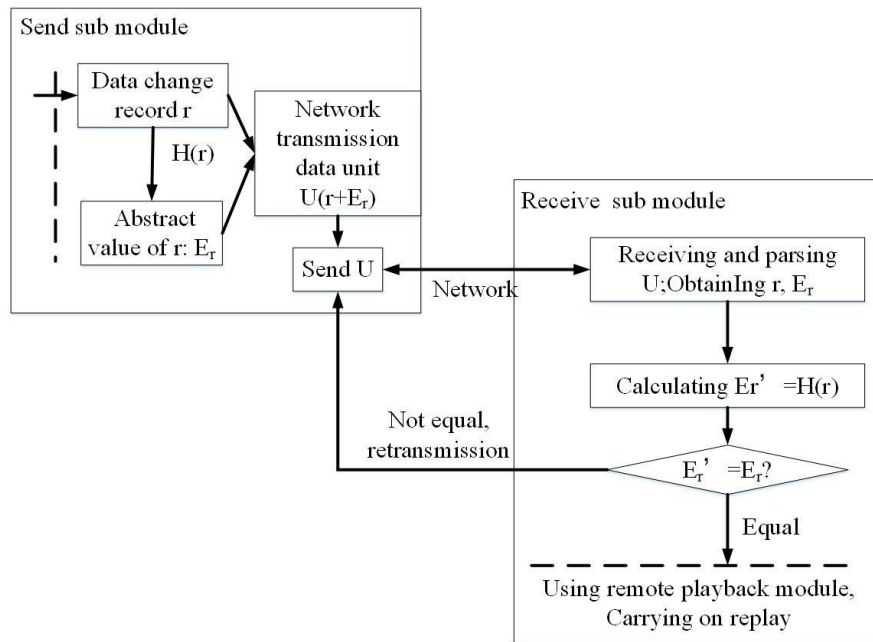 Send sub module
Data change
record r
H(r)
Abstract
value of r: Eᵣ
Network
transmission
data unit
U(r+Eᵣ)
Send U
Network
Receive sub module
Receiving and parsing
U;ObtainIng r, Eᵣ
Calculating Er’ =H(r)
Eᵣ’ =Eᵣ?
Not equal,
retransmission
Equal
Using remote playback module,
Carrying on replay